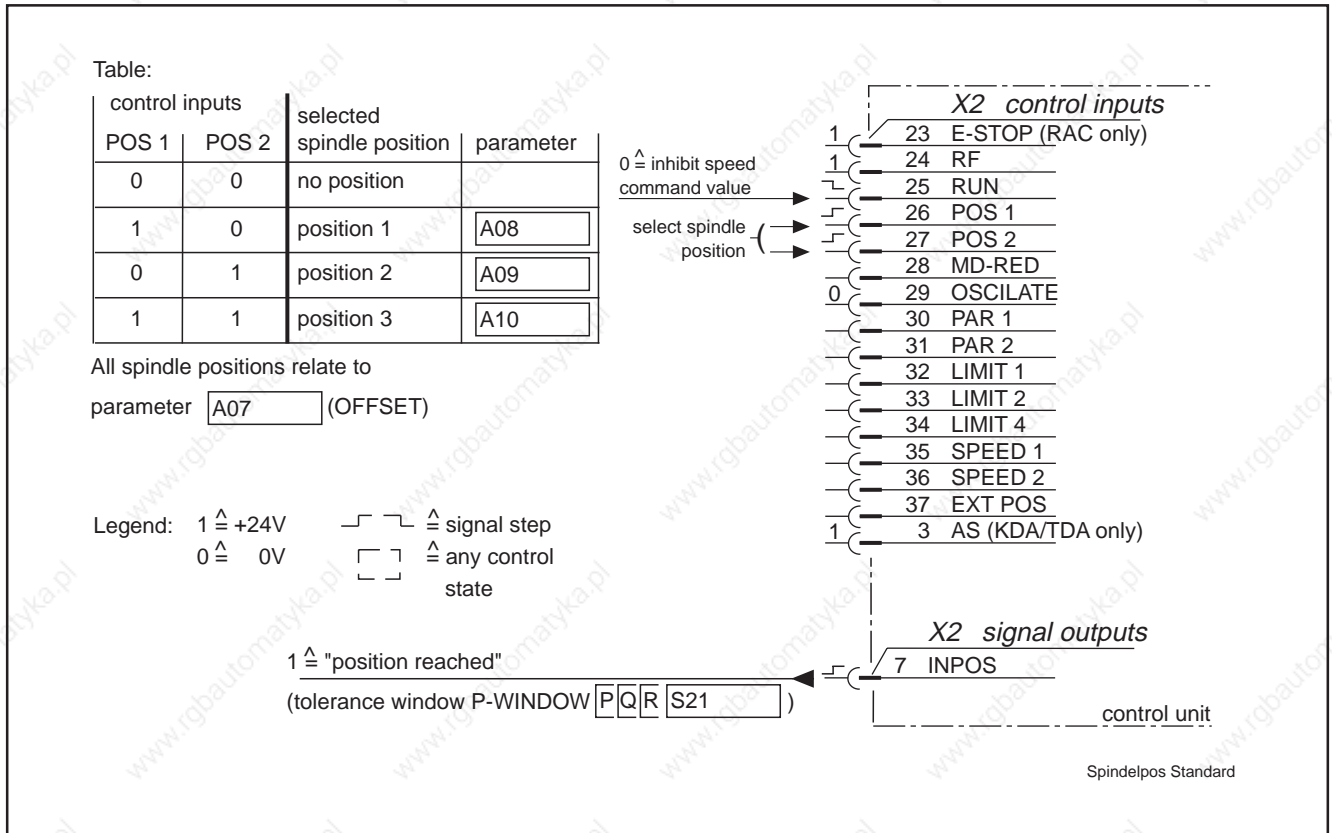 Table:
control inputs
POS 1 POS 2
selected
spindle position
parameter
0 0 no position
1 0 position 1 A08
0 1 position 2 A09
1 1 position 3 A10
All spindle positions relate to
parameter A07 (OFFSET)
Legend: 1 ≙ +24V
0 ≙ 0V
≙ signal step
≙ any control
state
0 ≙ inhibit speed
command value
select spindle
position
X2 control inputs
1 23 E-STOP (RAC only)
1 24 RF
25 RUN
26 POS 1
27 POS 2
28 MD-RED
0 29 OSCILATE
30 PAR 1
31 PAR 2
32 LIMIT 1
33 LIMIT 2
34 LIMIT 4
35 SPEED 1
36 SPEED 2
37 EXT POS
1 3 AS (KDA/TDA only)
X2 signal outputs
7 INPOS
1 ≙ "position reached"
(tolerance window P-WINDOW P Q R S21 )
control unit
Spindelpos Standard
www.rgbautomatyka.pl